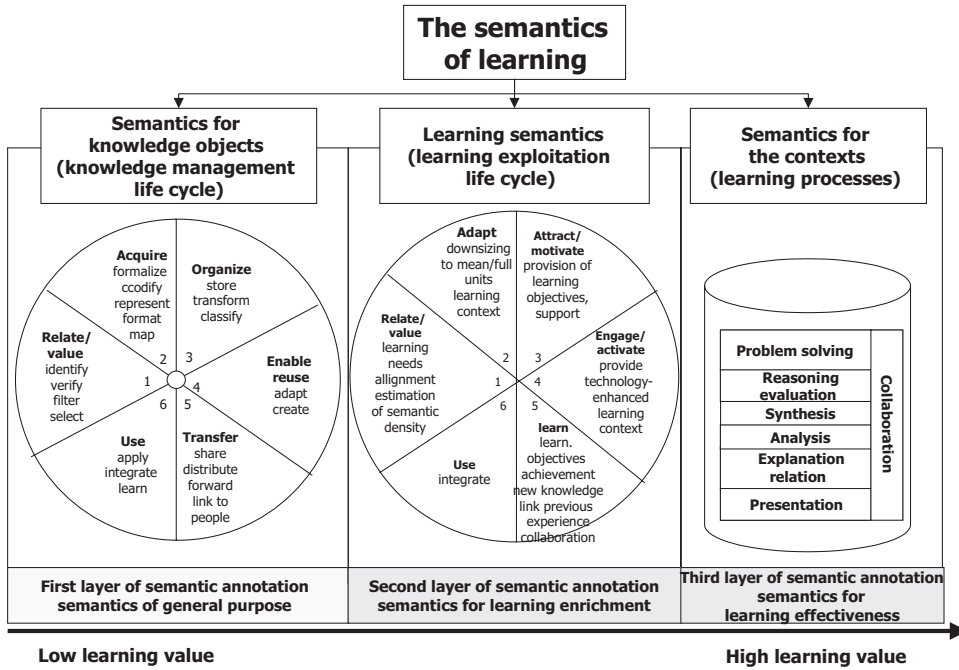 The semantics
of learning
Semantics for
knowledge objects
(knowledge management
life cycle)
Learning semantics
(learning exploitation
life cycle)
Semantics for
the contexts
(learning processes)
Acquire
formalize
ccodify
represent
format
map
Organize
store
transform
classify
Relate/
value
identify
verify
filter
select
Enable
reuse
adapt
create
Use
apply
integrate
learn
Transfer
share
distribute
forward
link to
people
1
2
3
4
5
6
Adapt
downsizing
to mean/full
units
learning
context
Attract/
motivate
provision of
learning
objectives,
support
Relate/
value
learning
needs
allignment
estimation
of semantic
density
Engage/
activate
provide
technology-
enhanced
learning
context
Use
integrate
learn
learn.
objectives
achievement
new knowledge
link previous
experience
collaboration
1
2
3
4
5
6
Problem solving
Reasoning
evaluation
Synthesis
Analysis
Explanation
relation
Presentation
Collaboration
First layer of semantic annotation
semantics of general purpose
Second layer of semantic annotation
semantics for learning enrichment
Third layer of semantic annotation
semantics for
learning effectiveness
Low learning value
High learning value